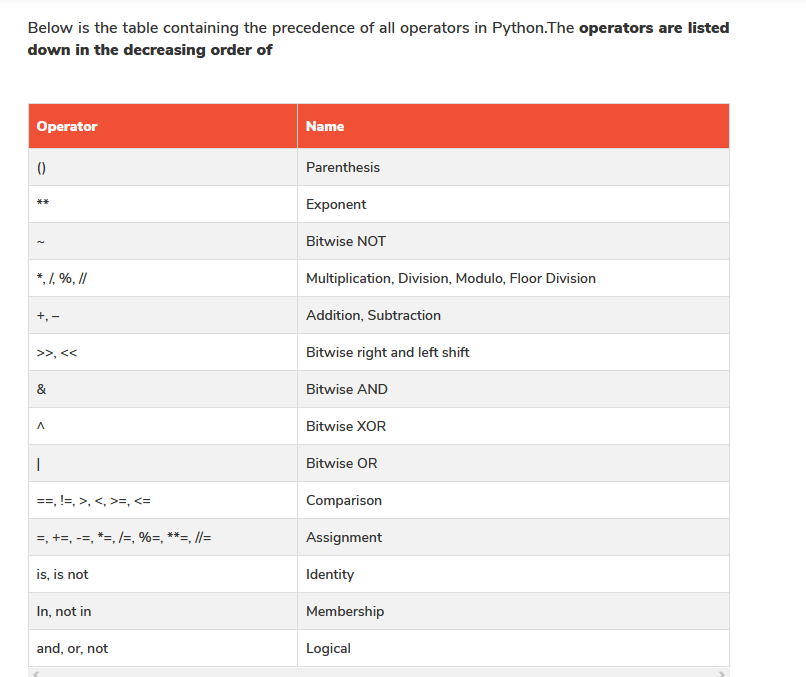 Below is the table containing the precedence of all operators in Python.The operators are listed
down in the decreasing order of
Operator Name
() Parenthesis
** Exponent
~ Bitwise NOT
*, /, %, // Multiplication, Division, Modulo, Floor Division
+, – Addition, Subtraction
>>, << Bitwise right and left shift
& Bitwise AND
^ Bitwise XOR
| Bitwise OR
==, !=, >, <, >=, <= Comparison
=, +=, -=, *=, /=, %=, **=, //= Assignment
is, is not Identity
In, not in Membership
and, or, not Logical